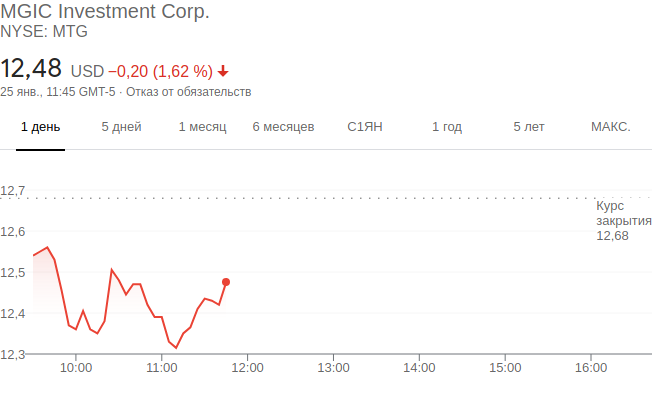 MGIC Investment Corp.
NYSE: MTG
12,48 USD −0,20 (1,62 %)
25 янв., 11:45 GMT-5 · Отказ от обязательств
1 день 5 дней 1 месяц 6 месяцев С1ЯН 1 год 5 лет МАКС.
12,7
Курс
закрытия
12,68
12,6
12,5
12,4
12,3
10:00 11:00 12:00 13:00 14:00 15:00 16:00